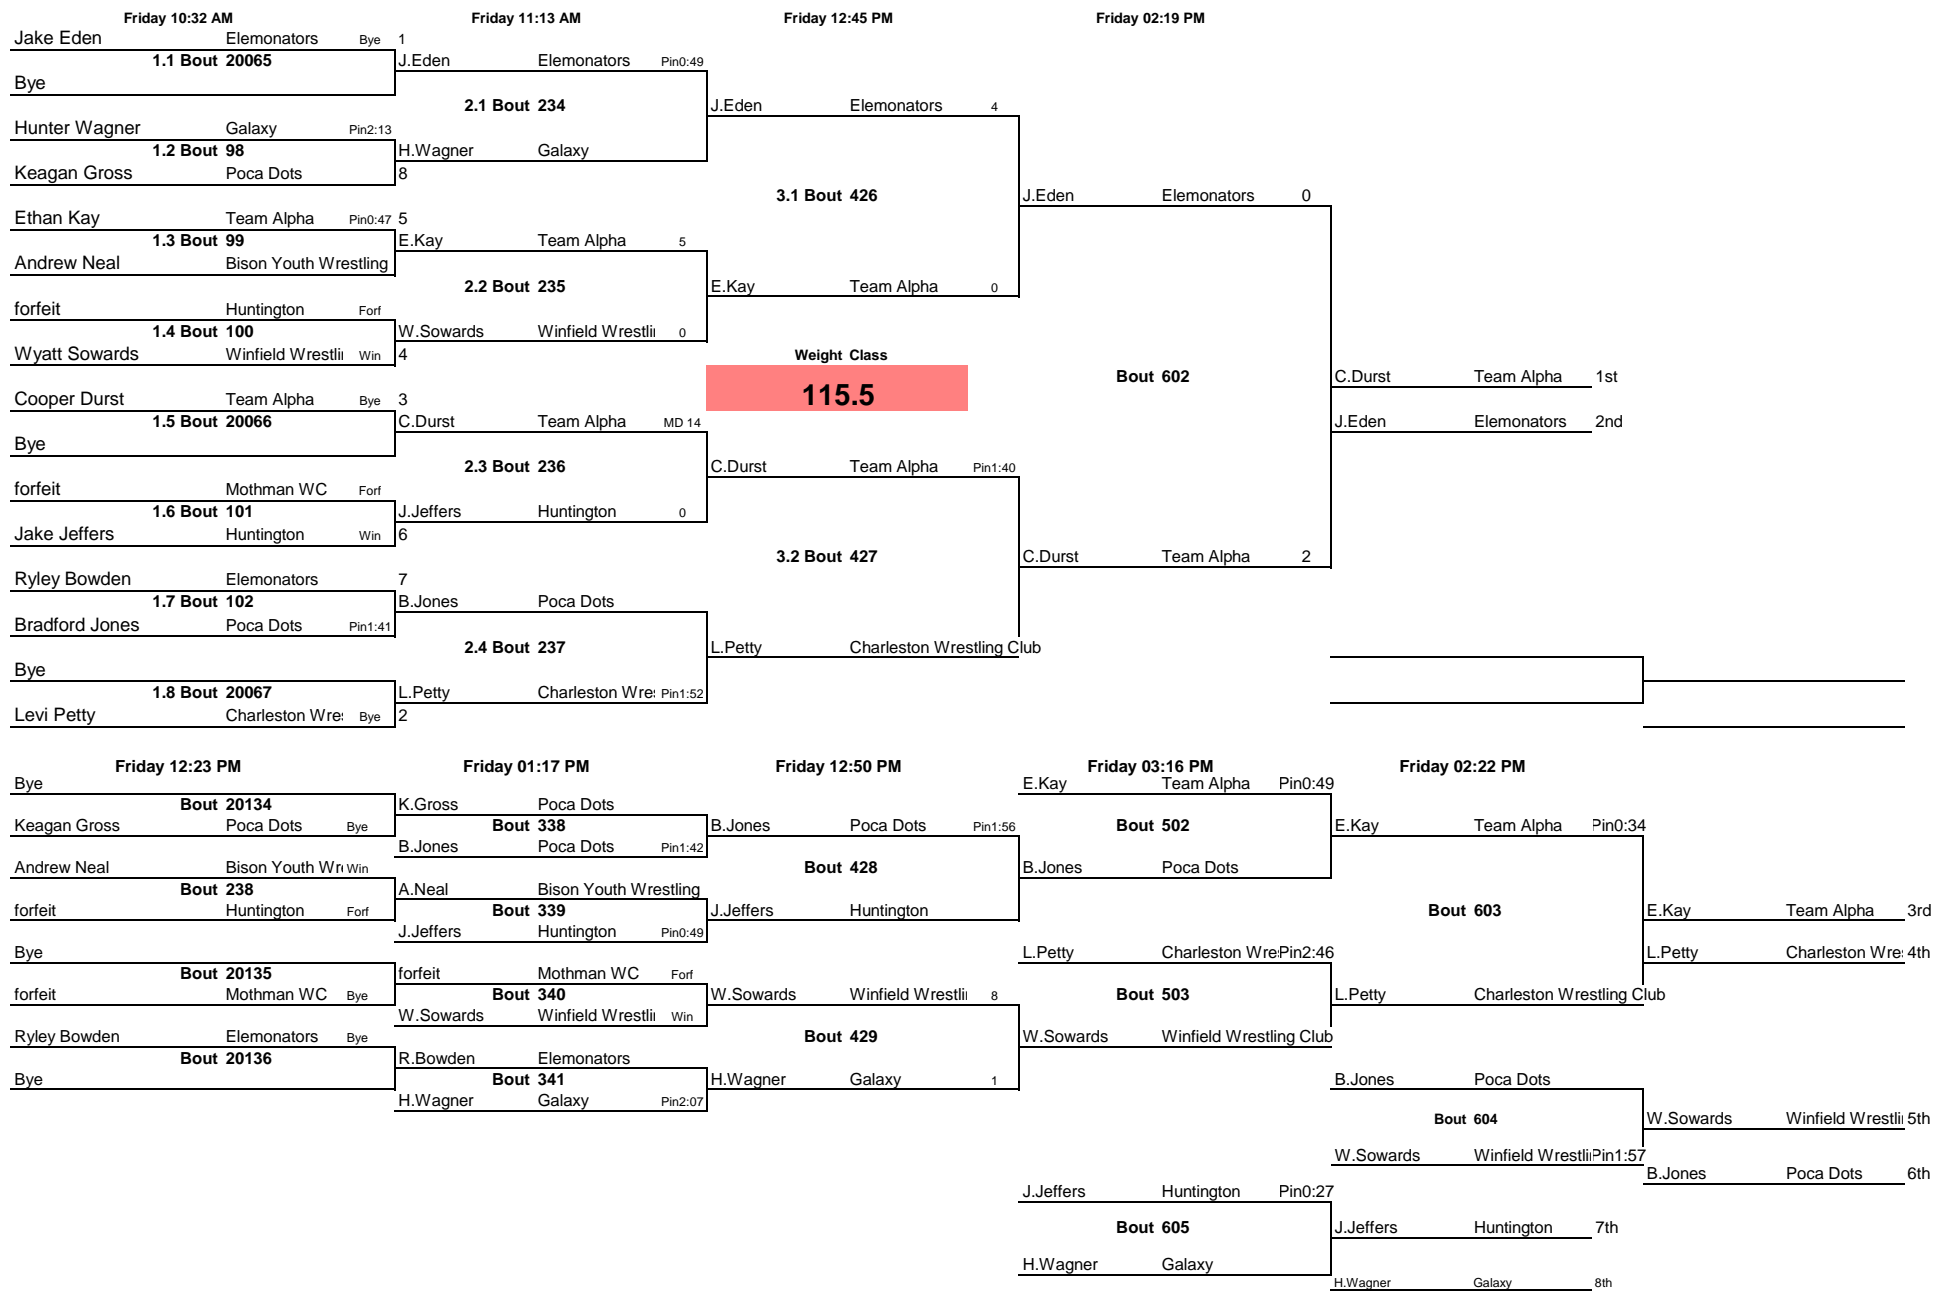 Friday 10:32 AM Friday 11:13 AM Friday 12:45 PM Friday 02:19 PM
Jake Eden Elemonators Bye 1
1.1 Bout 20065 J.Eden Elemonators Pin0:49
Bye
2.1 Bout 234 J.Eden Elemonators 4
Hunter Wagner Galaxy Pin2:13
1.2 Bout 98 H.Wagner Galaxy
Keagan Gross Poca Dots 8
3.1 Bout 426 J.Eden Elemonators 0
Ethan Kay Team Alpha Pin0:47 5
1.3 Bout 99 E.Kay Team Alpha 5
Andrew Neal Bison Youth Wrestling
2.2 Bout 235 E.Kay Team Alpha 0
forfeit Huntington Forf
1.4 Bout 100 W.Sowards Winfield Wrestli 0
Wyatt Sowards Winfield Wrestli Win 4 Weight Class
Bout 602 C.Durst Team Alpha 1st
Cooper Durst Team Alpha Bye 3 115.5
1.5 Bout 20066 C.Durst Team Alpha MD 14 J.Eden Elemonators 2nd
Bye
2.3 Bout 236 C.Durst Team Alpha Pin1:40
forfeit Mothman WC Forf
1.6 Bout 101 J.Jeffers Huntington 0
Jake Jeffers Huntington Win 6
3.2 Bout 427 C.Durst Team Alpha 2
Ryley Bowden Elemonators 7
1.7 Bout 102 B.Jones Poca Dots
Bradford Jones Poca Dots Pin1:41
2.4 Bout 237 L.Petty Charleston Wrestling Club
Bye
1.8 Bout 20067 L.Petty Charleston Wre Pin1:52
Levi Petty Charleston Wre Bye 2
Friday 12:23 PM Friday 01:17 PM Friday 12:50 PM Friday 03:16 PM Friday 02:22 PM
Bye E.Kay Team Alpha Pin0:49
Bout 20134 K.Gross Poca Dots
Keagan Gross Poca Dots Bye Bout 338 B.Jones Poca Dots Pin1:56 Bout 502 E.Kay Team Alpha Pin0:34
B.Jones Poca Dots Pin1:42
Andrew Neal Bison Youth Wr Win Bout 428 B.Jones Poca Dots
Bout 238 A.Neal Bison Youth Wrestling
forfeit Huntington Forf Bout 339 J.Jeffers Huntington Bout 603 E.Kay Team Alpha 3rd
J.Jeffers Huntington Pin0:49
Bye L.Petty Charleston Wre Pin2:46 L.Petty Charleston Wre 4th
Bout 20135 forfeit Mothman WC Forf
forfeit Mothman WC Bye Bout 340 W.Sowards Winfield Wrestli 8 Bout 503 L.Petty Charleston Wrestling Club
W.Sowards Winfield Wrestli Win
Ryley Bowden Elemonators Bye Bout 429 W.Sowards Winfield Wrestling Club
Bout 20136 R.Bowden Elemonators
Bye Bout 341 H.Wagner Galaxy 1 B.Jones Poca Dots
H.Wagner Galaxy Pin2:07
Bout 604 W.Sowards Winfield Wrestli 5th
W.Sowards Winfield Wrestli Pin1:57
B.Jones Poca Dots 6th
J.Jeffers Huntington Pin0:27
Bout 605 J.Jeffers Huntington 7th
H.Wagner Galaxy
H.Wagner Galaxy 8th